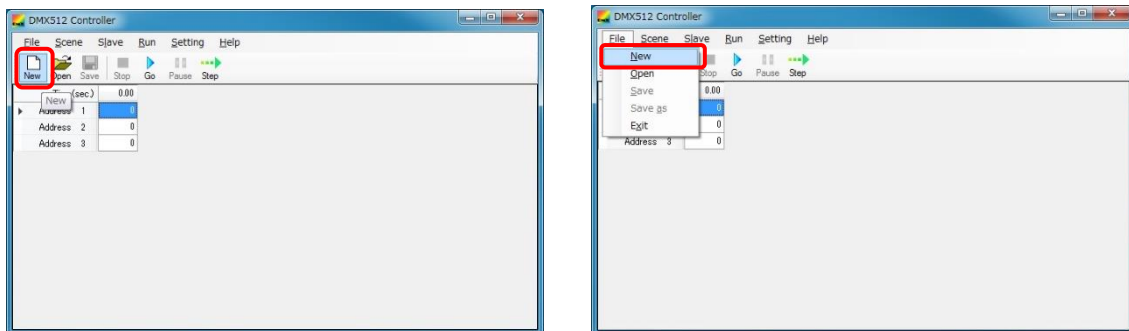 DMX512 Controller
File Scene Slave Run Setting Help
New Open Save Stop Go Pause Step
(sec.) 0.00
New
Address 1 0
Address 2 0
Address 3 0
DMX512 Controller
File Scene Slave Run Setting Help
New
Stop Go Pause Step
Open
0.00
Save
0
Save as
0
Exit
Address 3 0